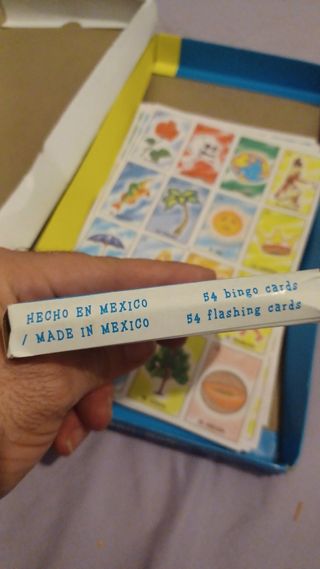 HECHO EN MEXICO
/ MADE IN MEXICO
54 bingo cards
54 flashing cards